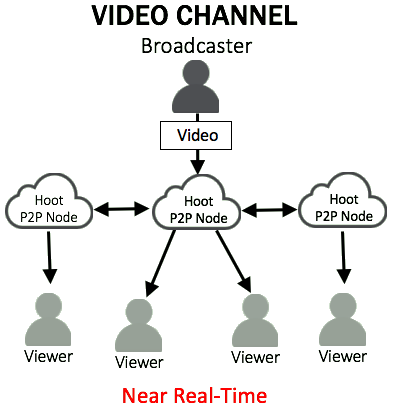 VIDEO CHANNEL
Broadcaster
Video
Hoot
P2P Node
Hoot
P2P Node
Hoot
P2P Node
Viewer
Viewer
Viewer
Viewer
Near Real-Time